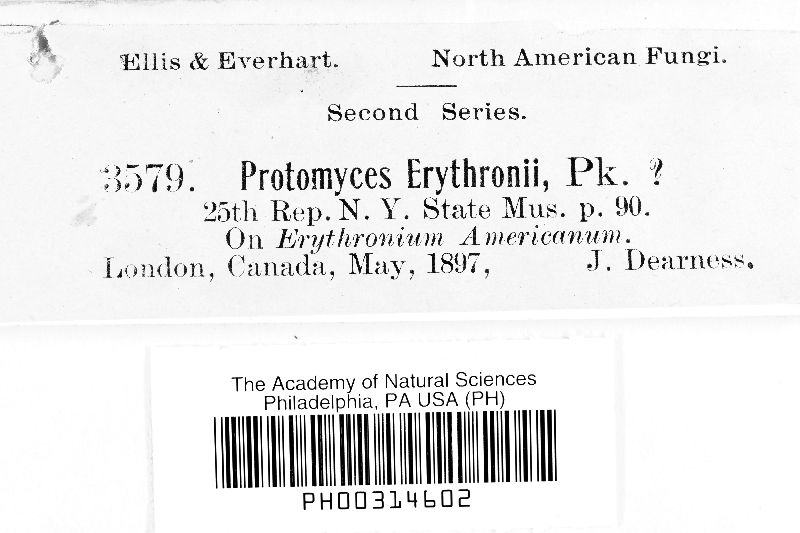 Ellis & Everhart. North American Fungi.
Second Series.
3579. Protomyces Erythronii, Pk. ?
25th Rep. N. Y. State Mus. p. 90.
On Erythronium Americanum.
London, Canada, May, 1897, J. Dearness.
The Academy of Natural Sciences
Philadelphia, PA USA (PH)
PH00314602